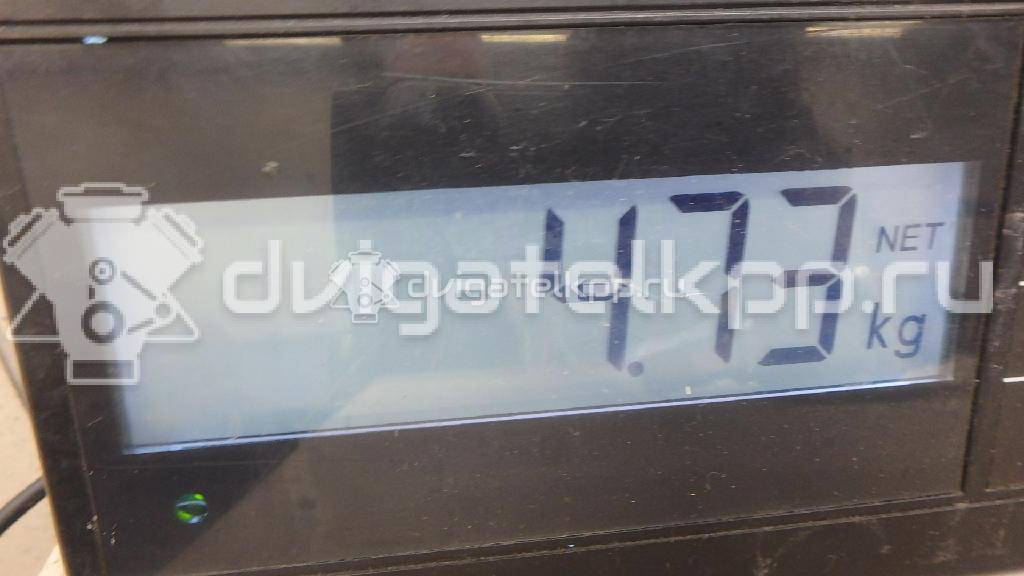 4.73 NET
kg
dvigatelkpp.ru
dvigatelkpp.ru